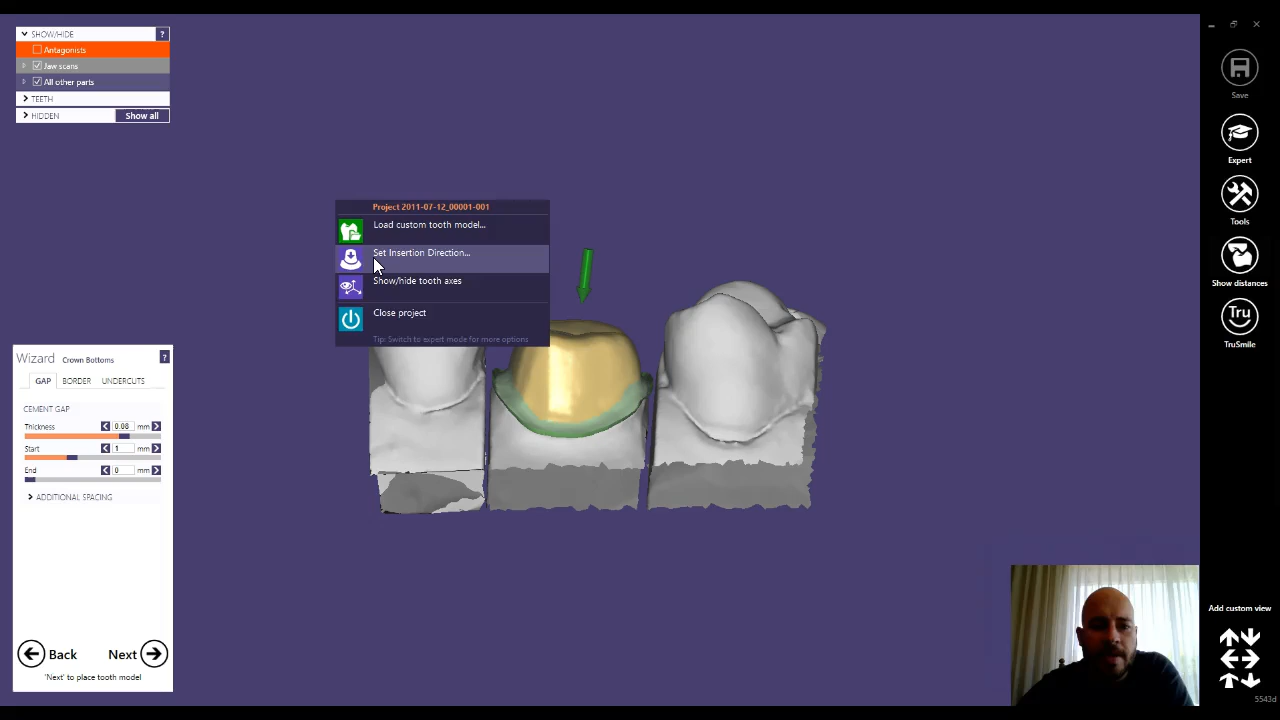 SHOW/HIDE ?
Antagonists
Jaw scans
All other parts
TEETH
HIDDEN Show all
Project 2011-07-12_00001-001
Load custom tooth model...
Set Insertion Direction...
Show/hide tooth axes
Close project
Tip: Switch to expert mode for more options
Wizard Crown Bottoms ?
GAP BORDER UNDERCUTS
CEMENT GAP
Thickness 0.08 mm
Start 1 mm
End 0 mm
ADDITIONAL SPACING
Back Next
'Next' to place tooth model
Save
Expert
Tools
Show distances
Tru
TruSmile
Add custom view
5543d